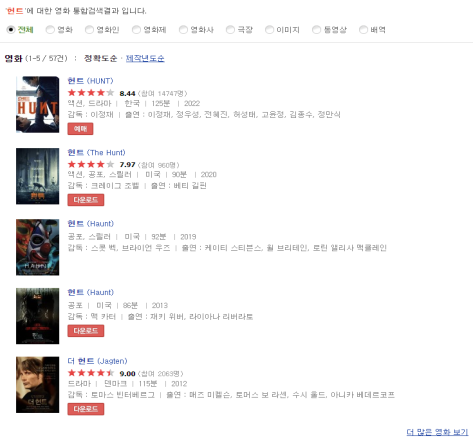 '헌트'에 대한 영화 통합검색결과 입니다.
전체 영화 영화인 영화제 영화사 극장 이미지 동영상 배역
영화 (1-5 / 57건) : 정확도순 · 제작년도순
헌트 (HUNT)
8.44 (참여 14747명)
액션, 드라마 | 한국 | 125분 | 2022
감독 : 이정재 | 출연 : 이정재, 정우성, 전혜진, 허성태, 고윤정, 김종수, 정만식
예매
헌트 (The Hunt)
7.97 (참여 960명)
액션, 공포, 스릴러 | 미국 | 90분 | 2020
감독 : 크레이그 조벨 | 출연 : 베티 길핀
다운로드
헌트 (Haunt)
공포, 스릴러 | 미국 | 92분 | 2019
감독 : 스콧 벡, 브라이언 우즈 | 출연 : 케이티 스티븐스, 윌 브리테인, 로린 앨리사 맥클레인
헌트 (Haunt)
공포 | 미국 | 86분 | 2013
감독 : 맥 카터 | 출연 : 재키 위버, 라이아나 리버라토
다운로드
더 헌트 (Jagten)
9.00 (참여 2063명)
드라마 | 덴마크 | 115분 | 2012
감독 : 토마스 빈터베르그 | 출연 : 매즈 미켈슨, 토머스 보 라센, 수시 울드, 아니카 베데르코프
다운로드
더 많은 영화 보기